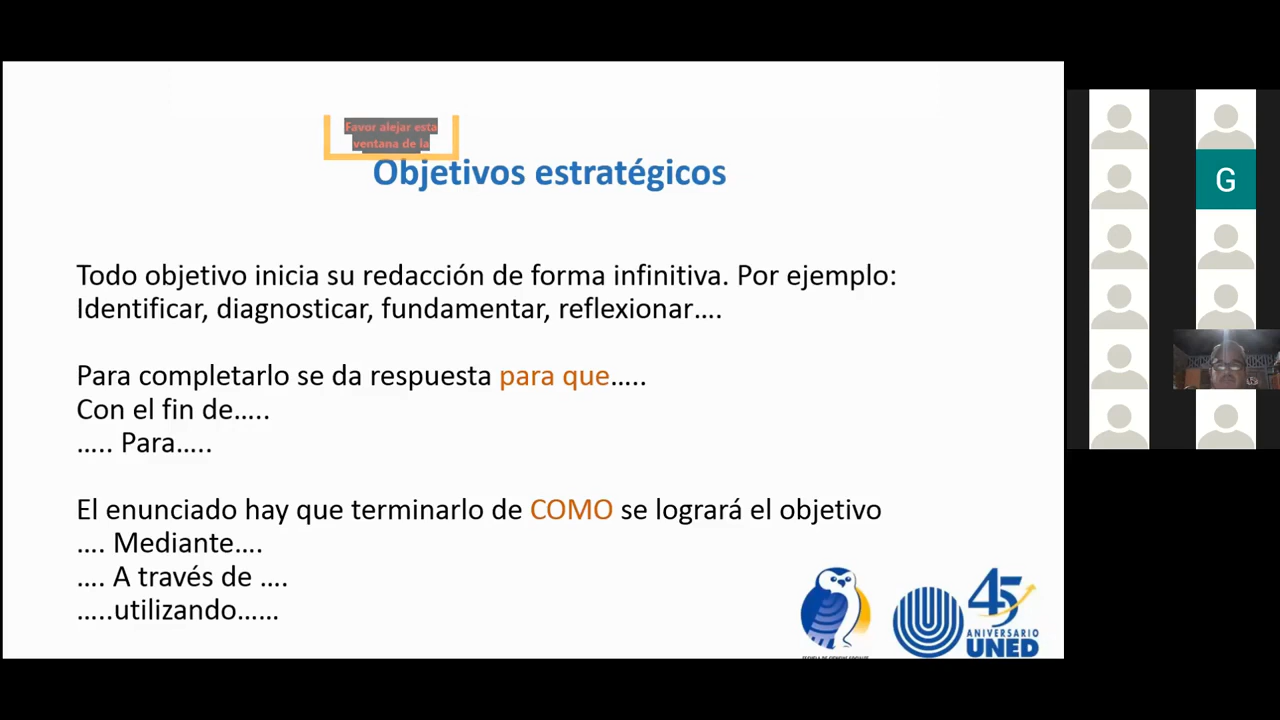 Favor alejar esta
ventana de la
Objetivos estratégicos
G
Todo objetivo inicia su redacción de forma infinitiva. Por ejemplo:
Identificar, diagnosticar, fundamentar, reflexionar….
Para completarlo se da respuesta para que…..
Con el fin de…..
….. Para…..
El enunciado hay que terminarlo de COMO se logrará el objetivo
…. Mediante….
…. A través de ….
…..utilizando……
45
ANIVERSARIO
UNED